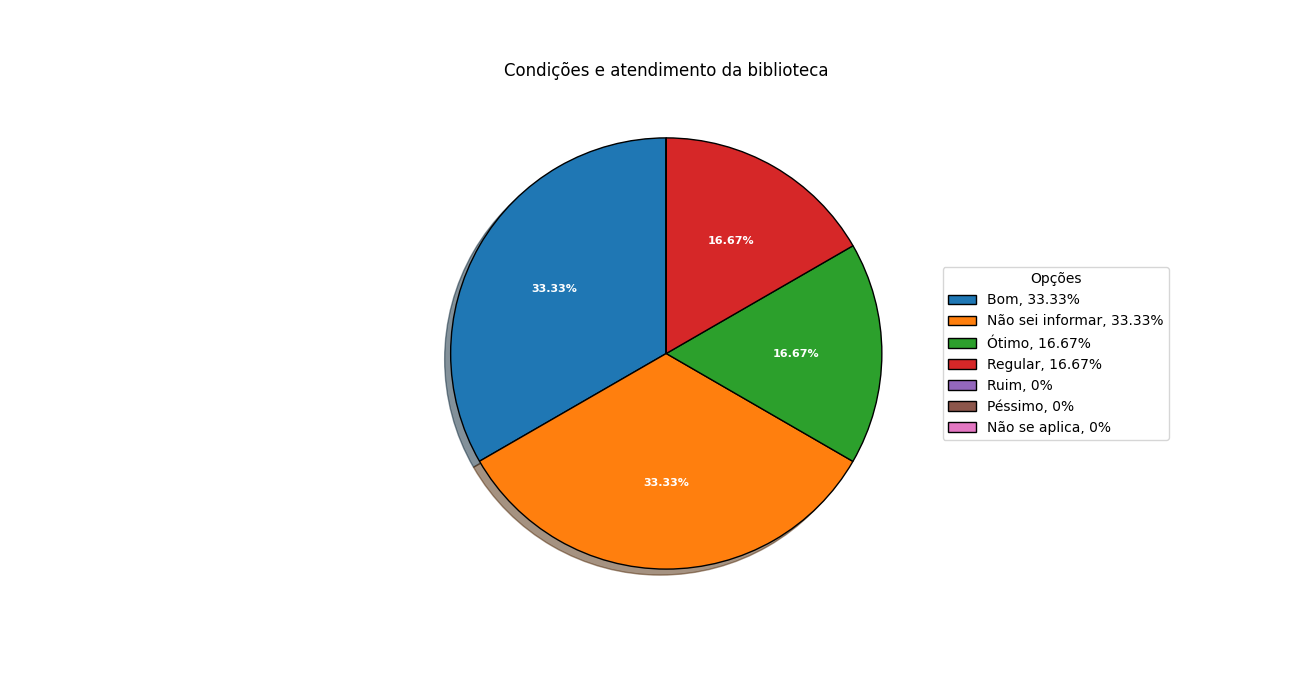 Condições e atendimento da biblioteca
16.67%
33.33%
16.67%
33.33%
Opções
Bom, 33.33%
Não sei informar, 33.33%
Ótimo, 16.67%
Regular, 16.67%
Ruim, 0%
Péssimo, 0%
Não se aplica, 0%